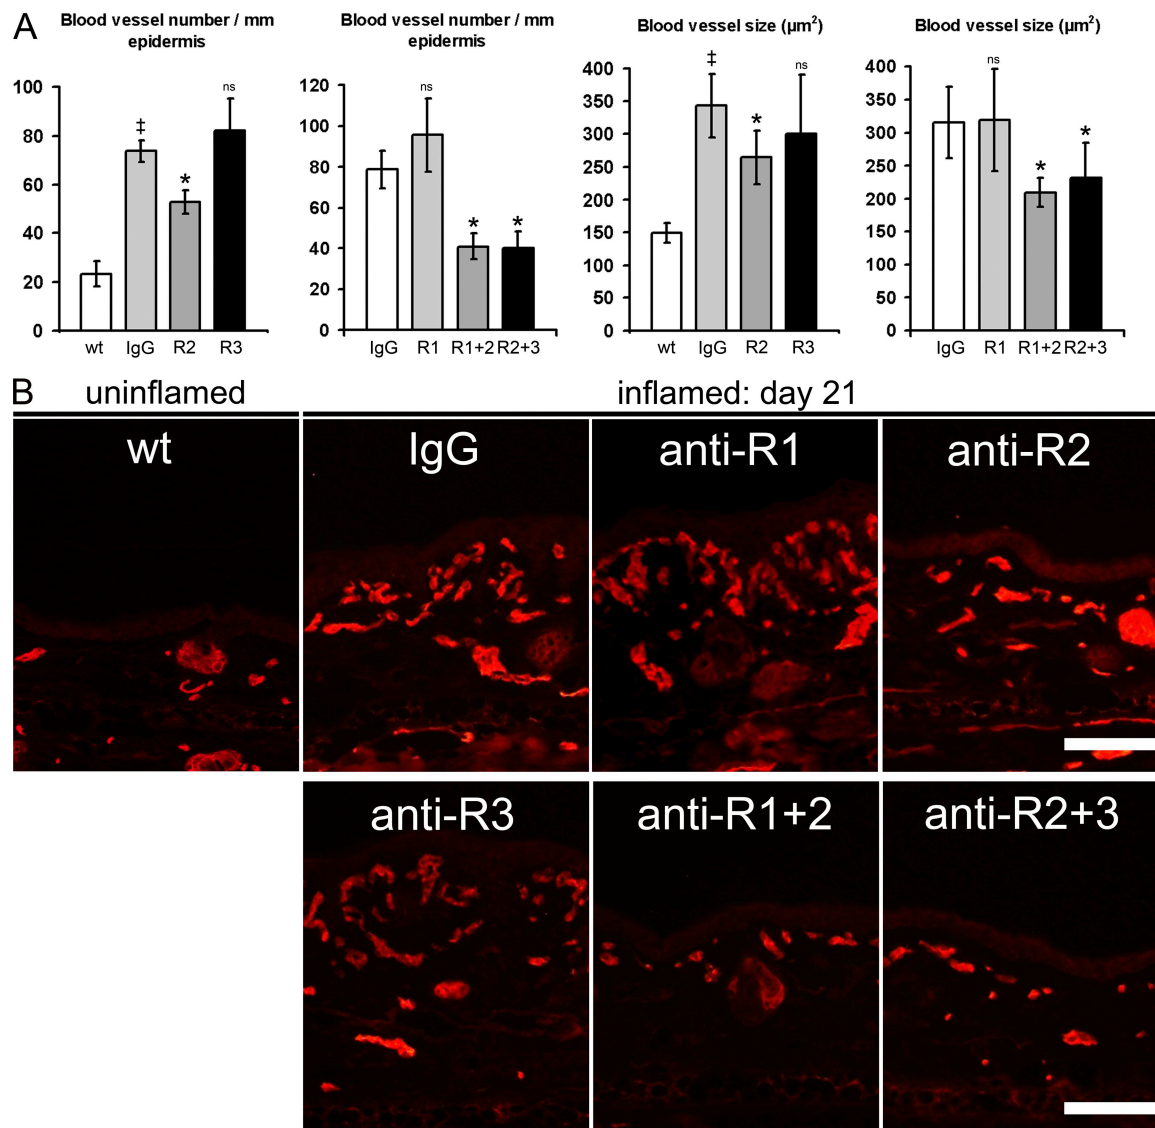 A
Blood vessel number / mm
epidermis
100
80
60
40
20
0
‡
*
ns
wt IgG R2 R3
Blood vessel number / mm
epidermis
120
100
80
60
40
20
0
ns
*
*
IgG R1 R1+2 R2+3
Blood vessel size (µm²)
400
350
300
250
200
150
100
50
0
‡
*
ns
wt IgG R2 R3
Blood vessel size (µm²)
400
350
300
250
200
150
100
50
0
ns
*
*
IgG R1 R1+2 R2+3
B
uninflamed
inflamed: day 21
wt
IgG
anti-R1
anti-R2
anti-R3
anti-R1+2
anti-R2+3